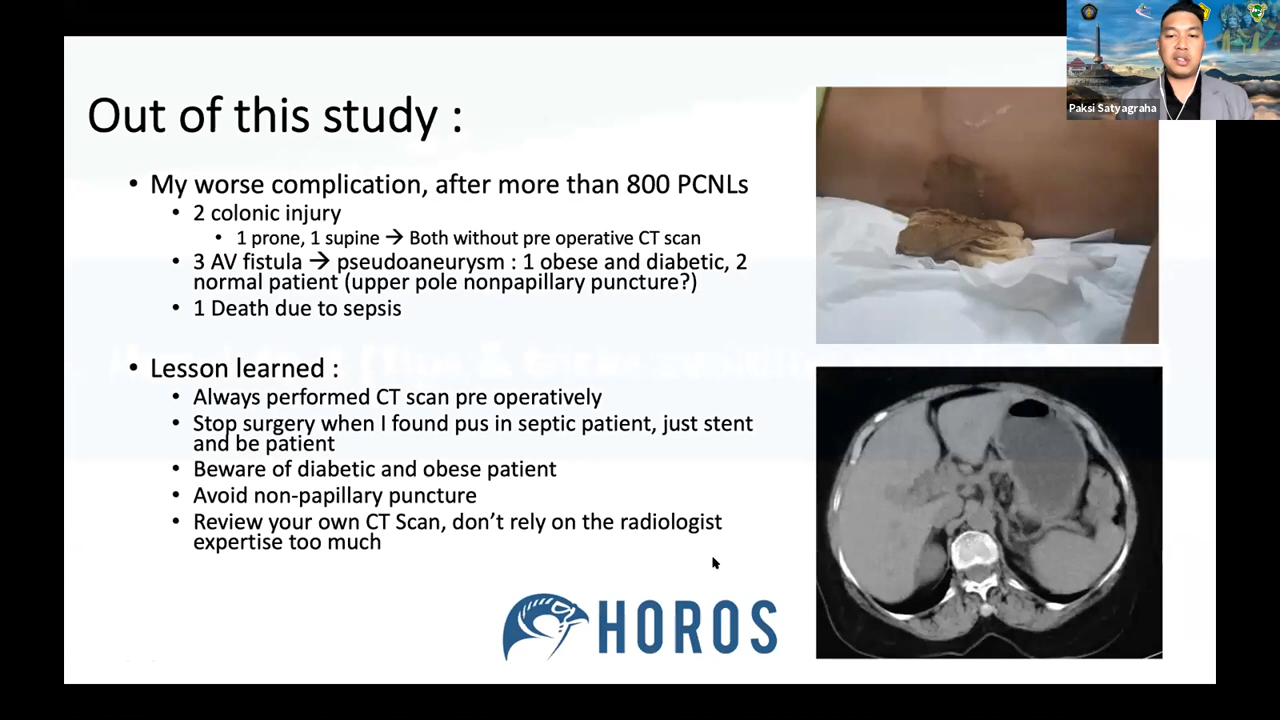 Paksi Satyagraha
Out of this study :
• My worse complication, after more than 800 PCNLs
• 2 colonic injury
• 1 prone, 1 supine → Both without pre operative CT scan
• 3 AV fistula → pseudoaneurysm : 1 obese and diabetic, 2
normal patient (upper pole nonpapillary puncture?)
• 1 Death due to sepsis
• Lesson learned :
• Always performed CT scan pre operatively
• Stop surgery when I found pus in septic patient, just stent
and be patient
• Beware of diabetic and obese patient
• Avoid non-papillary puncture
• Review your own CT Scan, don't rely on the radiologist
expertise too much
HOROS